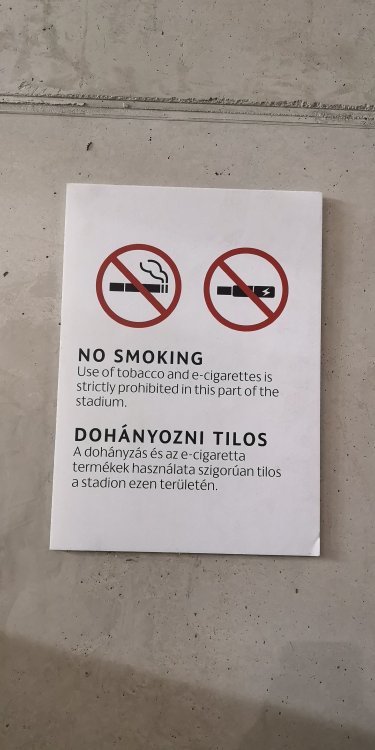 NO SMOKING
Use of tobacco and e-cigarettes is
strictly prohibited in this part of the
stadium.
DOHÁNYOZNI TILOS
A dohányzás és az e-cigaretta
termékek használata szigorúan tilos
a stadion ezen területén.